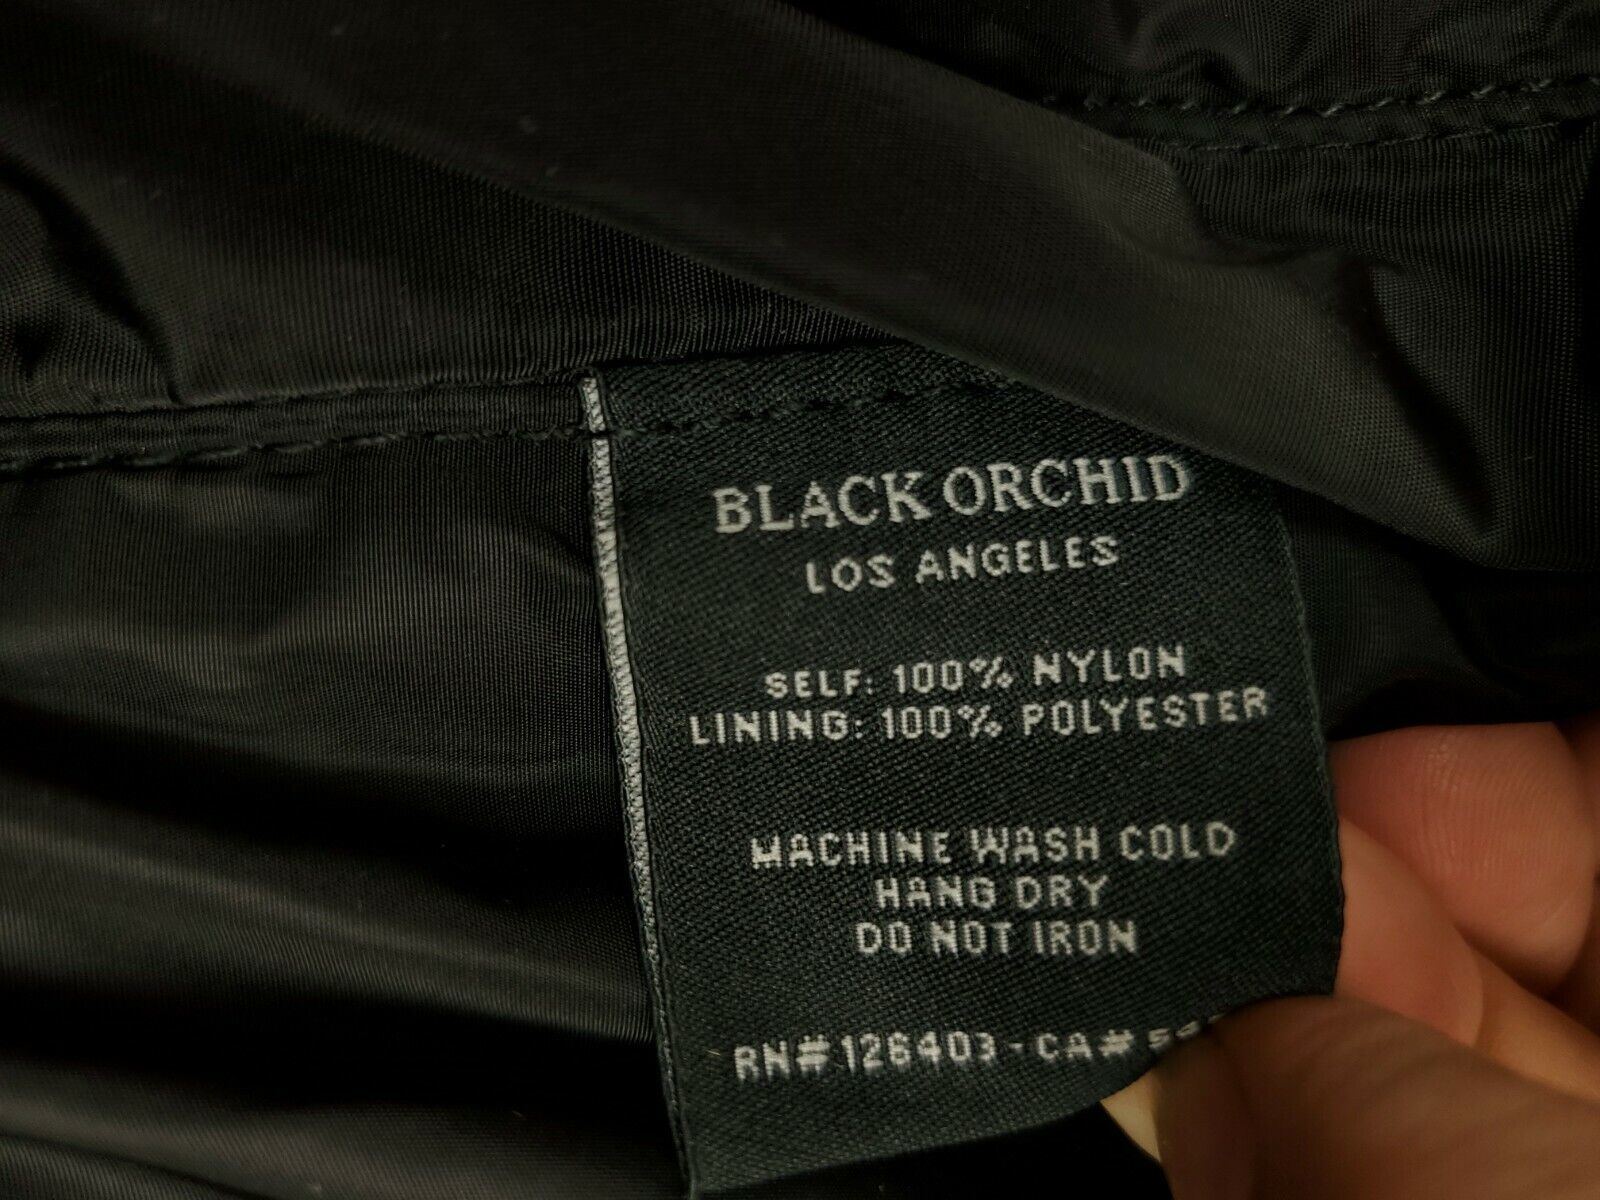 BLACK ORCHID
LOS ANGELES
SELF: 100% NYLON
LINING: 100% POLYESTER
MACHINE WASH COLD
HANG DRY
DO NOT IRON
RN# 126403 - CA#